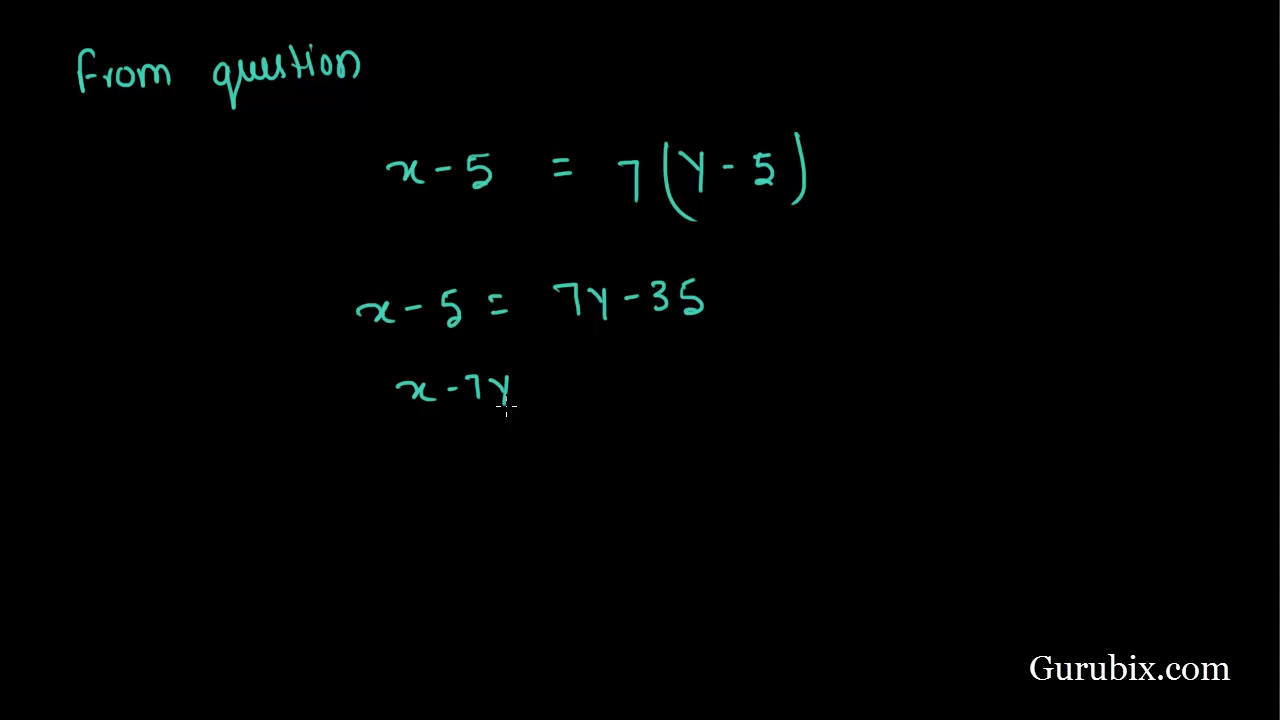 From question
x - 5 = 7(y - 5)
x - 5 = 7y - 35
x - 7y
Gurubix.com